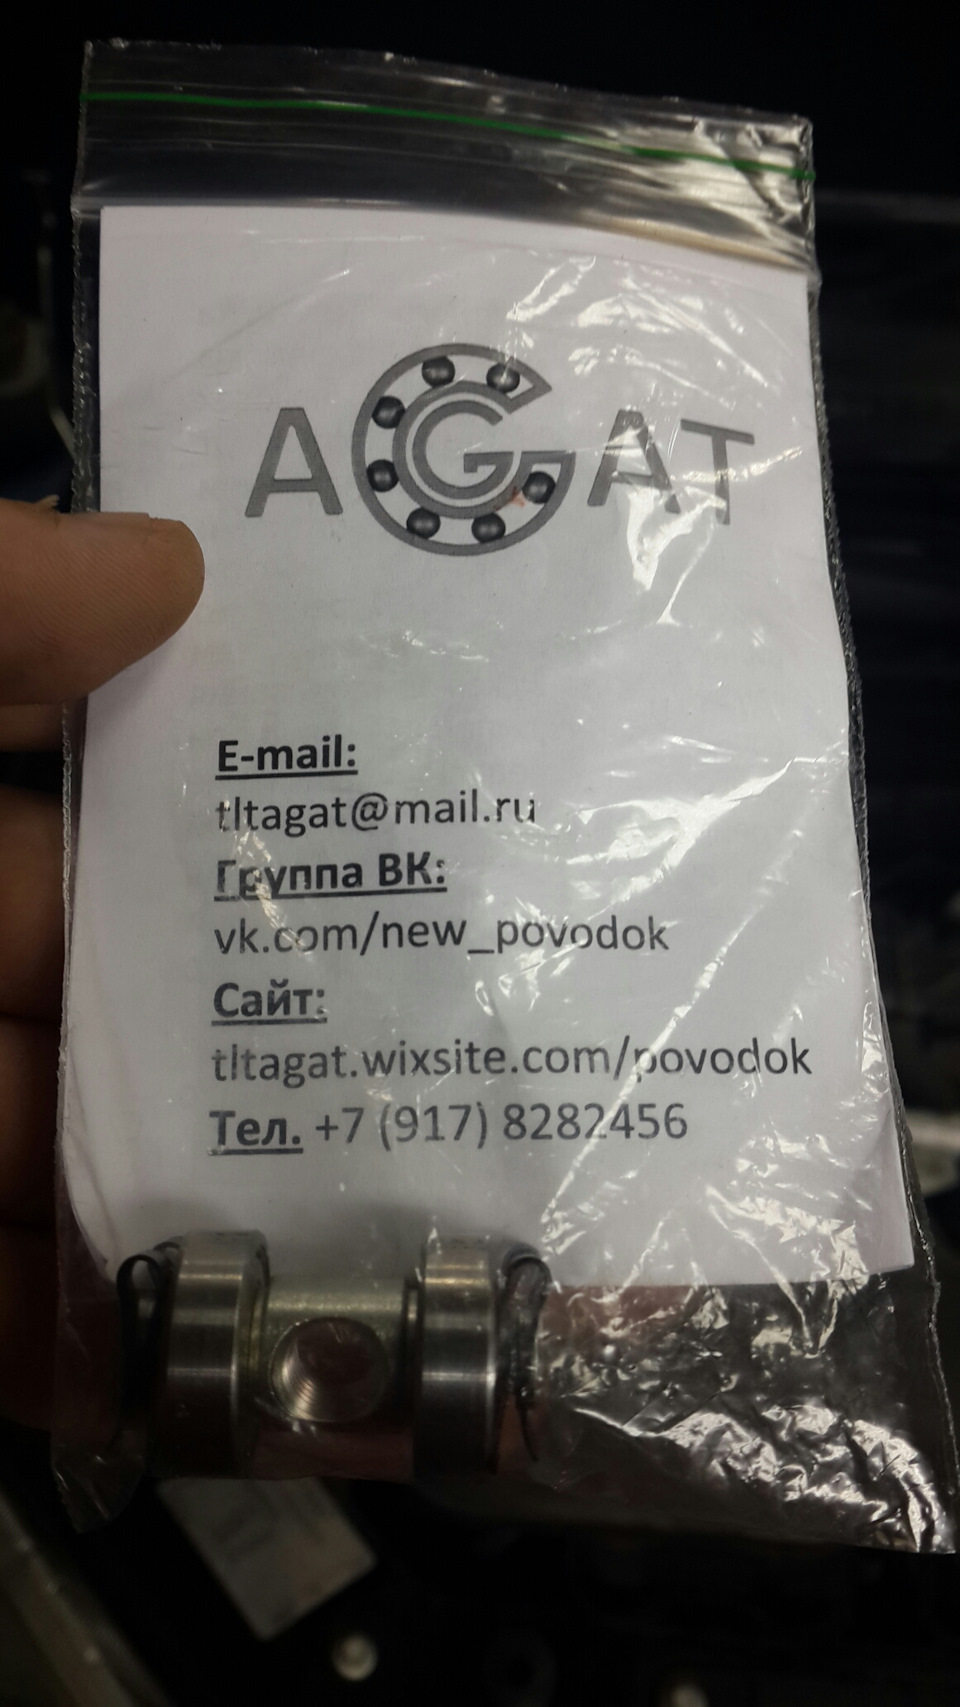 AGAT
E-mail:
tltagat@mail.ru
Группа ВК:
vk.com/new_povodok
Сайт:
tltagat.wixsite.com/povodok
Тел. +7 (917) 8282456